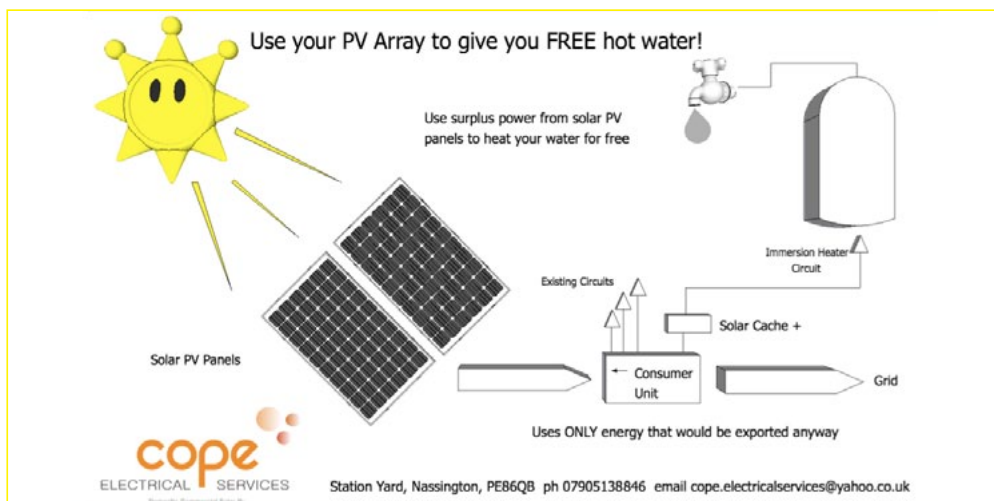 Use your PV Array to give you FREE hot water!
Use surplus power from solar PV
panels to heat your water for free
Immersion Heater
Circuit
Existing Circuits
Solar Cache +
Solar PV Panels
Consumer
Unit
Grid
Uses ONLY energy that would be exported anyway
cope
ELECTRICAL SERVICES
Station Yard, Nassington, PE86QB ph 07905138846 email cope.electricalservices@yahoo.co.uk